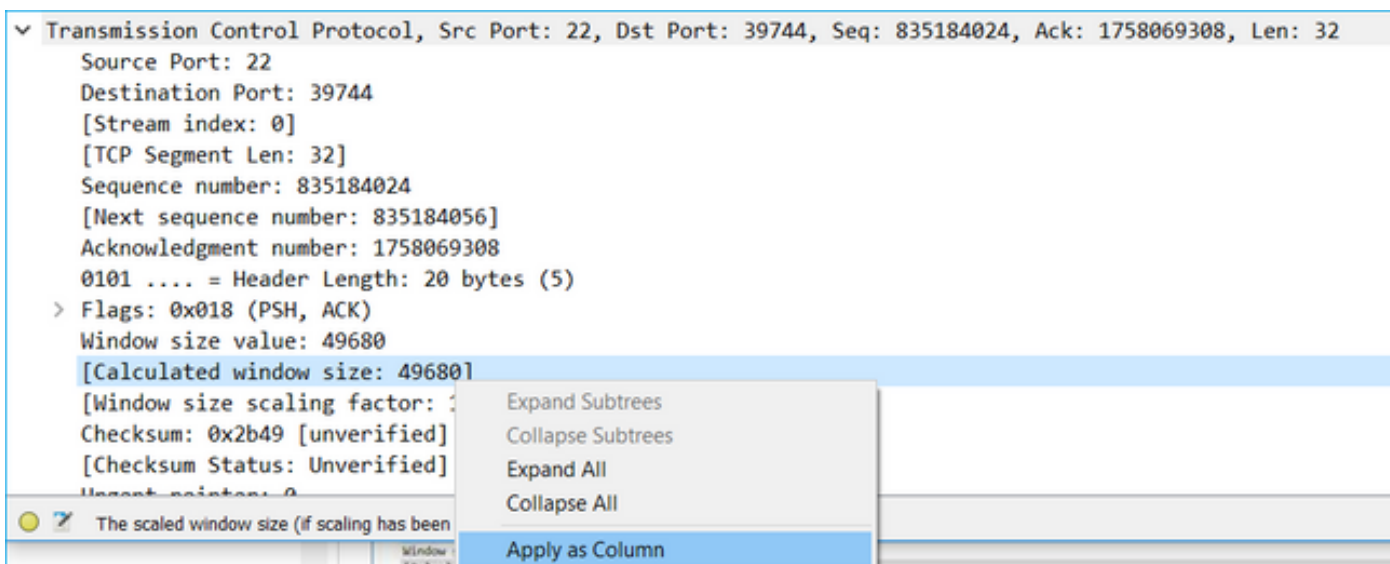 Transmission Control Protocol, Src Port: 22, Dst Port: 39744, Seq: 835184024, Ack: 1758069308, Len: 32
Source Port: 22
Destination Port: 39744
[Stream index: 0]
[TCP Segment Len: 32]
Sequence number: 835184024
[Next sequence number: 835184056]
Acknowledgment number: 1758069308
0101 .... = Header Length: 20 bytes (5)
Flags: 0x018 (PSH, ACK)
Window size value: 49680
[Calculated window size: 49680]
[Window size scaling factor:
Checksum: 0x2b49 [unverified]
[Checksum Status: Unverified]
Urgent pointer: 0
The scaled window size (if scaling has been
Expand Subtrees
Collapse Subtrees
Expand All
Collapse All
Apply as Column
Window